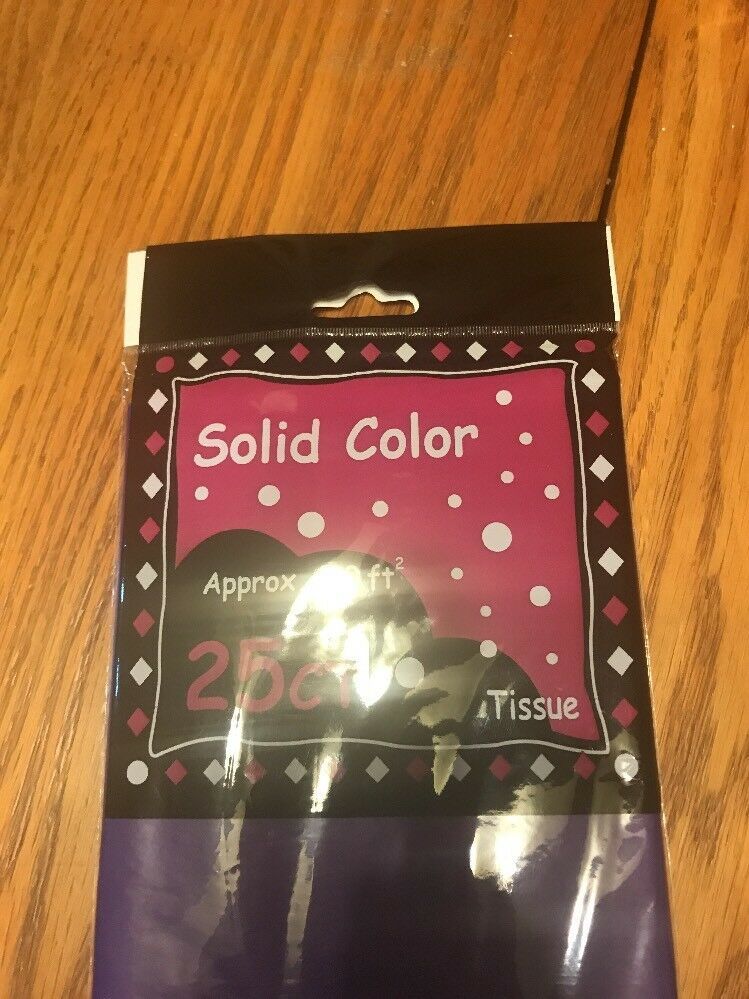 Solid Color
Approx ft²
25CT
Tissue